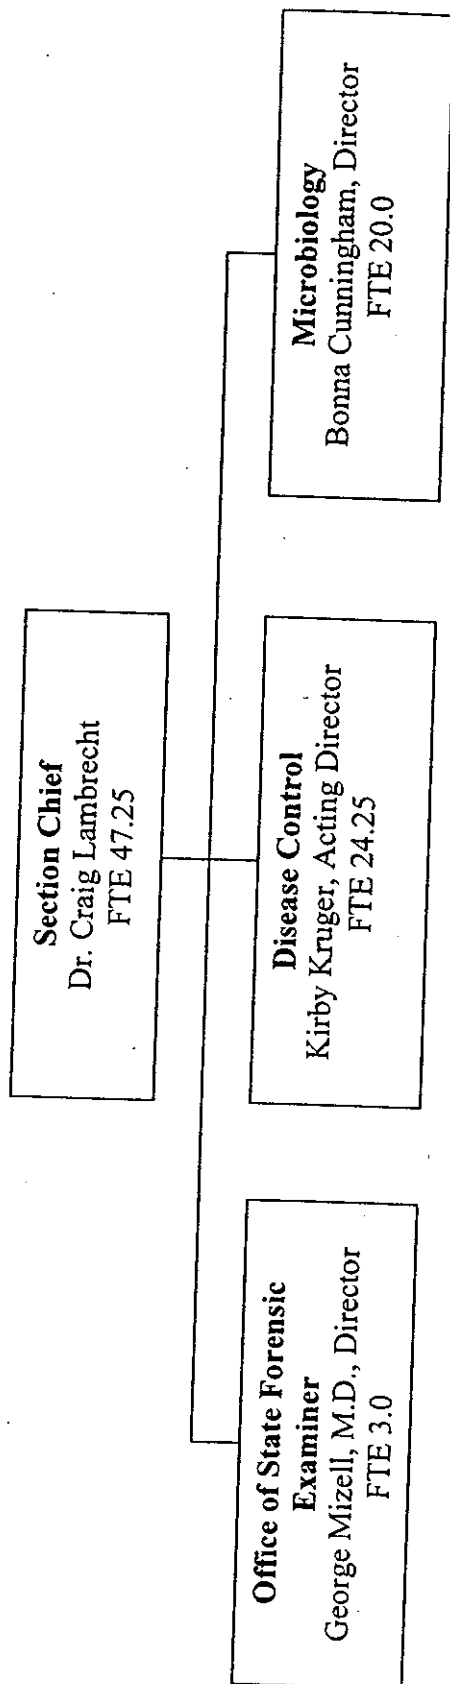 Section Chief
Dr. Craig Lambrecht
FTE 47.25
Office of State Forensic
Examiner
George Mizell, M.D., Director
FTE 3.0
Disease Control
Kirby Kruger, Acting Director
FTE 24.25
Microbiology
Bonna Cunningham, Director
FTE 20.0